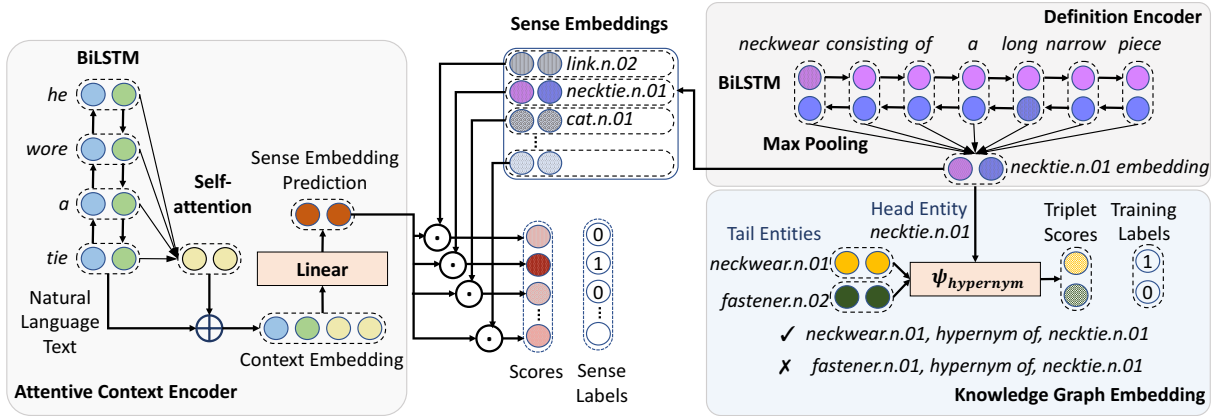 BiLSTM
he
wore
a
tie
Natural
Language
Text
Self-
attention
Sense Embedding
Prediction
Linear
Context Embedding
Attentive Context Encoder
Sense Embeddings
link.n.02
necktie.n.01
cat.n.01
Scores
0
1
0
Sense
Labels
Definition Encoder
neckwear consisting of a long narrow piece
BiLSTM
Max Pooling
necktie.n.01 embedding
Head Entity
necktie.n.01
Tail Entities
neckwear.n.01
fastener.n.02
ψhypernym
Triplet
Scores
Training
Labels
1
0
✓ neckwear.n.01, hypernym of, necktie.n.01
✗ fastener.n.01, hypernym of, necktie.n.01
Knowledge Graph Embedding